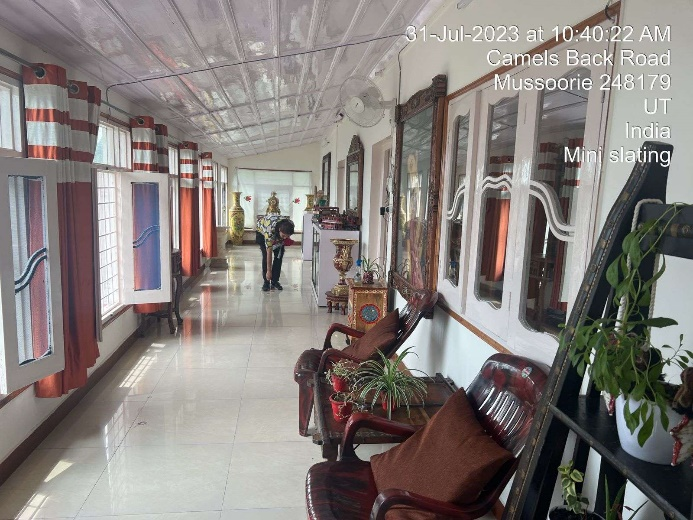 31-Jul-2023 at 10:40:22 AM
Camels Back Road
Mussoorie 248179
UT
India
Mini slating